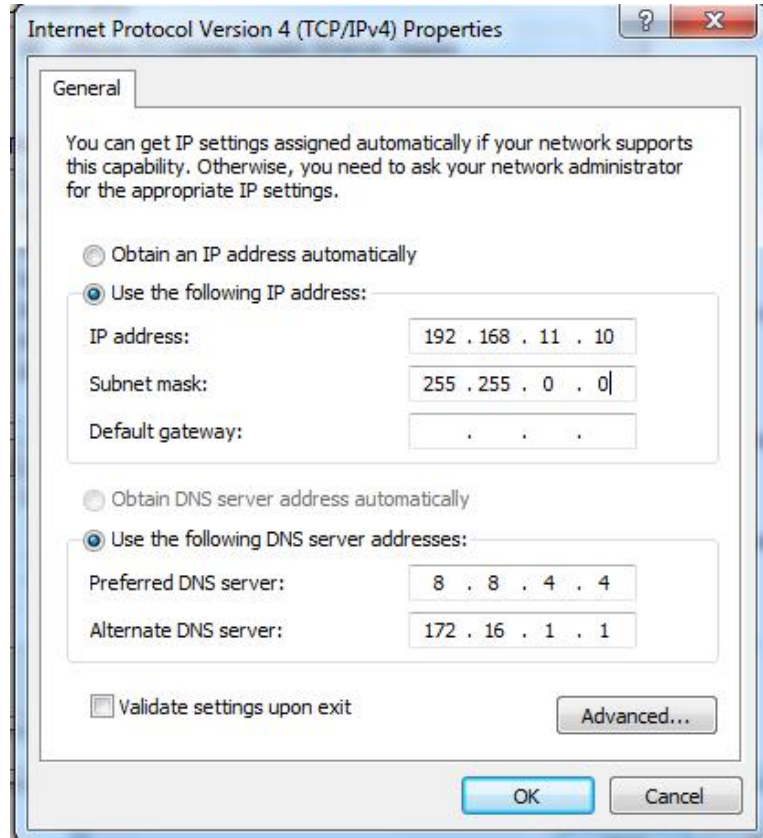 Internet Protocol Version 4 (TCP/IPv4) Properties
General
You can get IP settings assigned automatically if your network supports
this capability. Otherwise, you need to ask your network administrator
for the appropriate IP settings.
Obtain an IP address automatically
Use the following IP address:
IP address: 192 . 168 . 11 . 10
Subnet mask: 255 . 255 . 0 . 0
Default gateway: . . .
Obtain DNS server address automatically
Use the following DNS server addresses:
Preferred DNS server: 8 . 8 . 4 . 4
Alternate DNS server: 172 . 16 . 1 . 1
Validate settings upon exit
Advanced...
OK Cancel